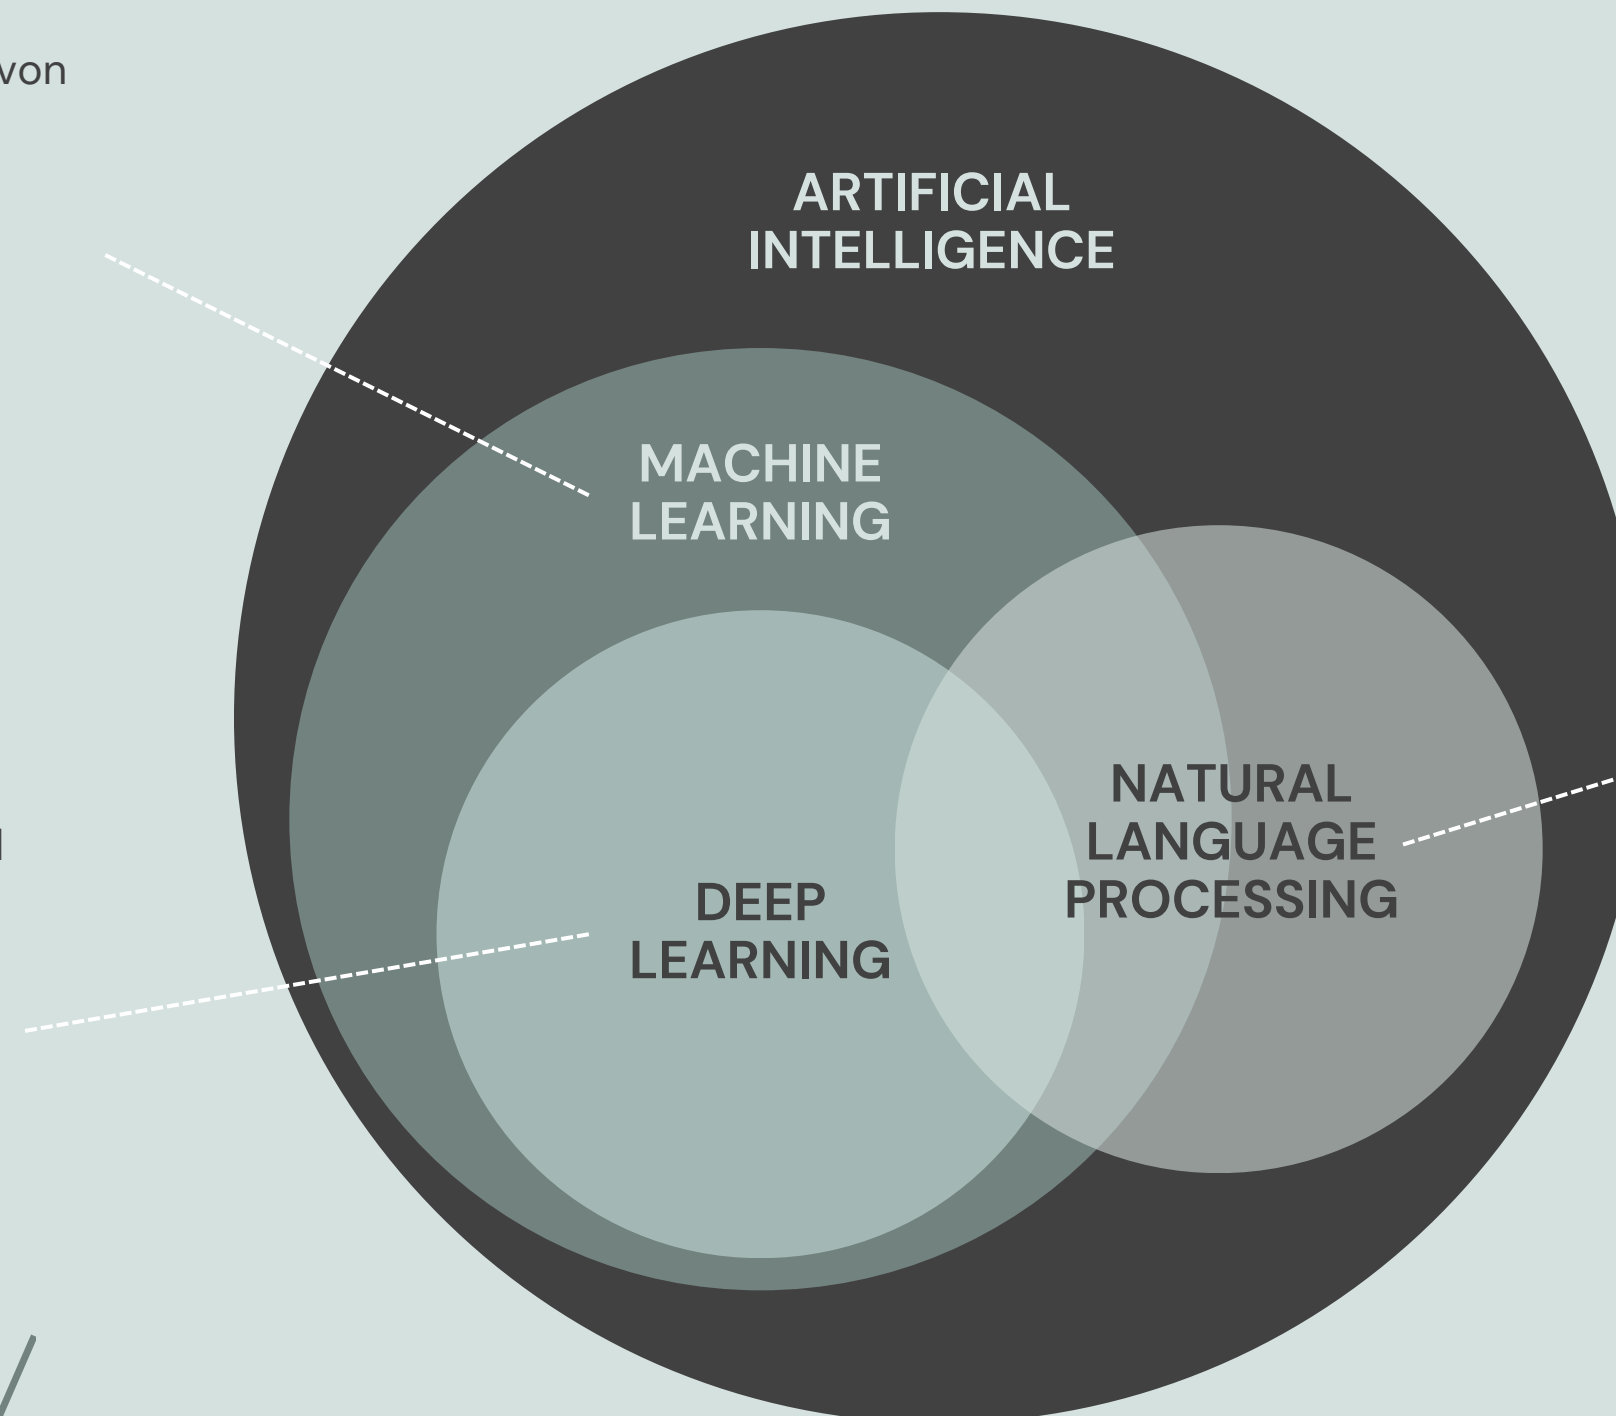 von
ARTIFICIAL
INTELLIGENCE
MACHINE
LEARNING
NATURAL
LANGUAGE
PROCESSING
DEEP
LEARNING